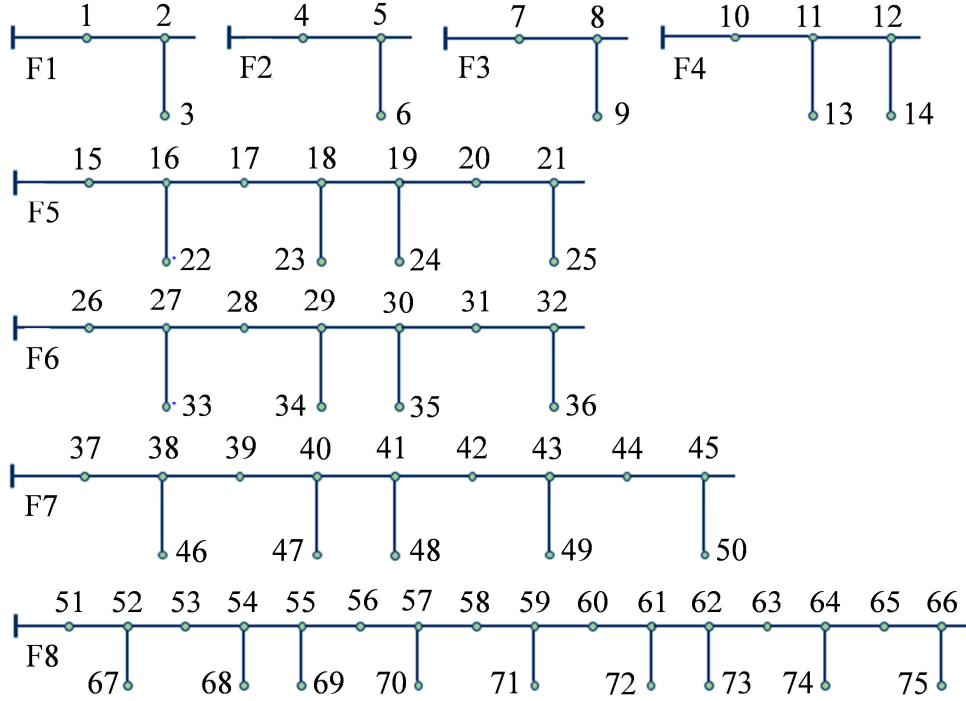 1 2 4 5 7 8 10 11 12
F1 F2 F3 F4
3 6 9 13 14
15 16 17 18 19 20 21
F5
22 23 24 25
26 27 28 29 30 31 32
F6
33 34 35 36
37 38 39 40 41 42 43 44 45
F7
46 47 48 49 50
51 52 53 54 55 56 57 58 59 60 61 62 63 64 65 66
F8
67 68 69 70 71 72 73 74 75